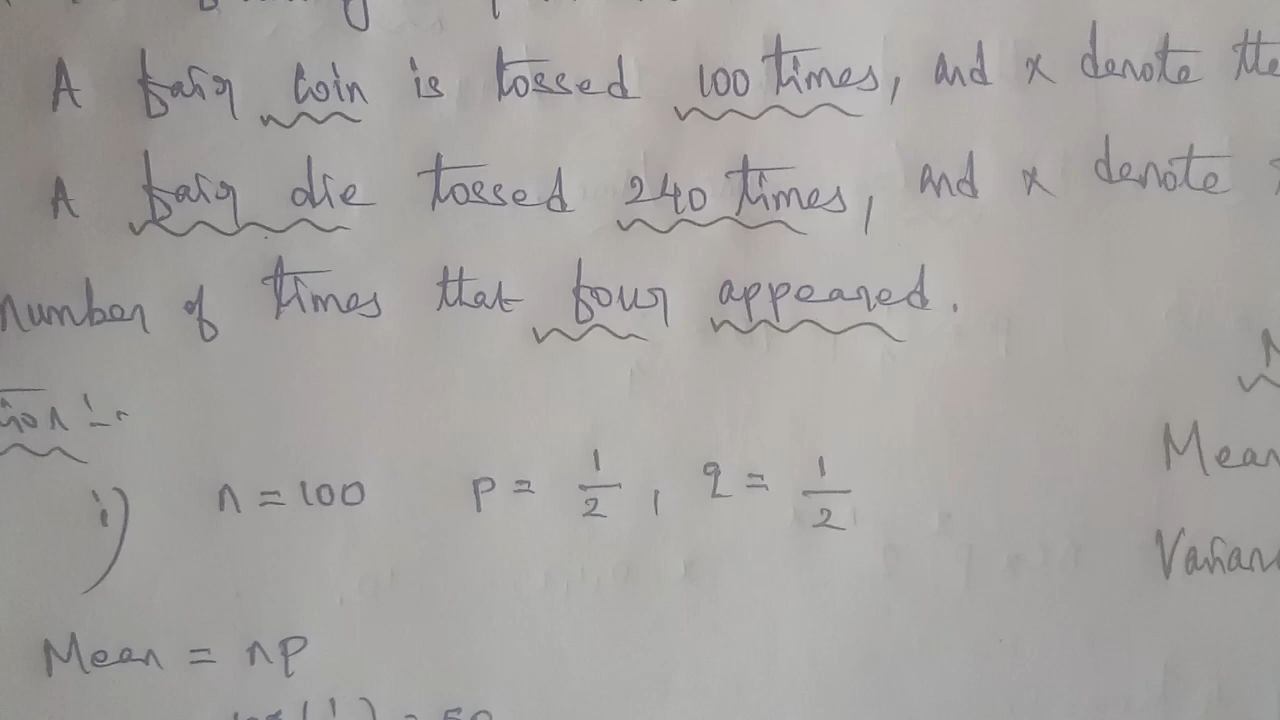 A fair coin is tossed 100 times, and x denote the
A fair die tossed 240 times, and x denote
number of times that four appeared.
i) n = 100 p = 1/2, q = 1/2
Mean
Mean = np
= 50